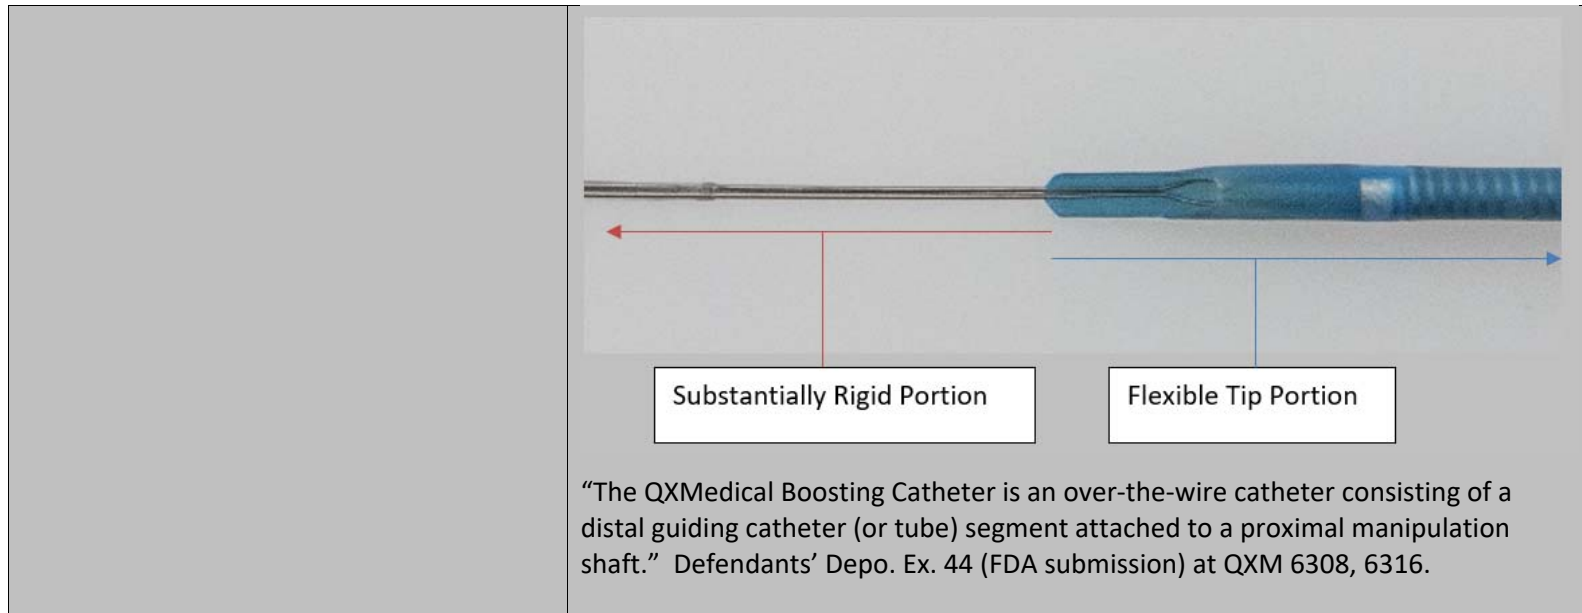 Substantially Rigid Portion
Flexible Tip Portion
“The QXMedical Boosting Catheter is an over-the-wire catheter consisting of a
distal guiding catheter (or tube) segment attached to a proximal manipulation
shaft.”  Defendants’ Depo. Ex. 44 (FDA submission) at QXM 6308, 6316.